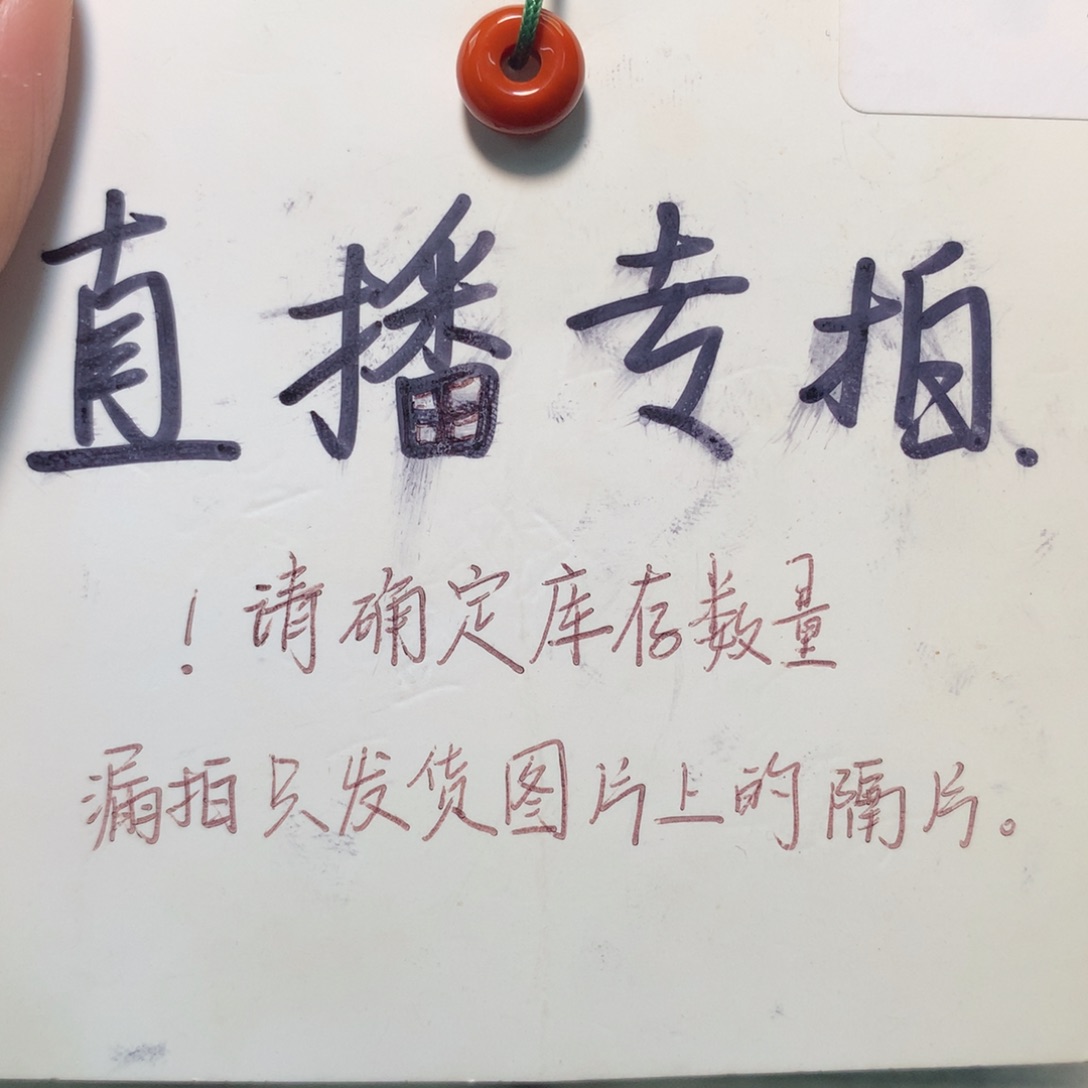 直播专拍.
！请确定库存数量
漏拍只发货图片上的隔片。